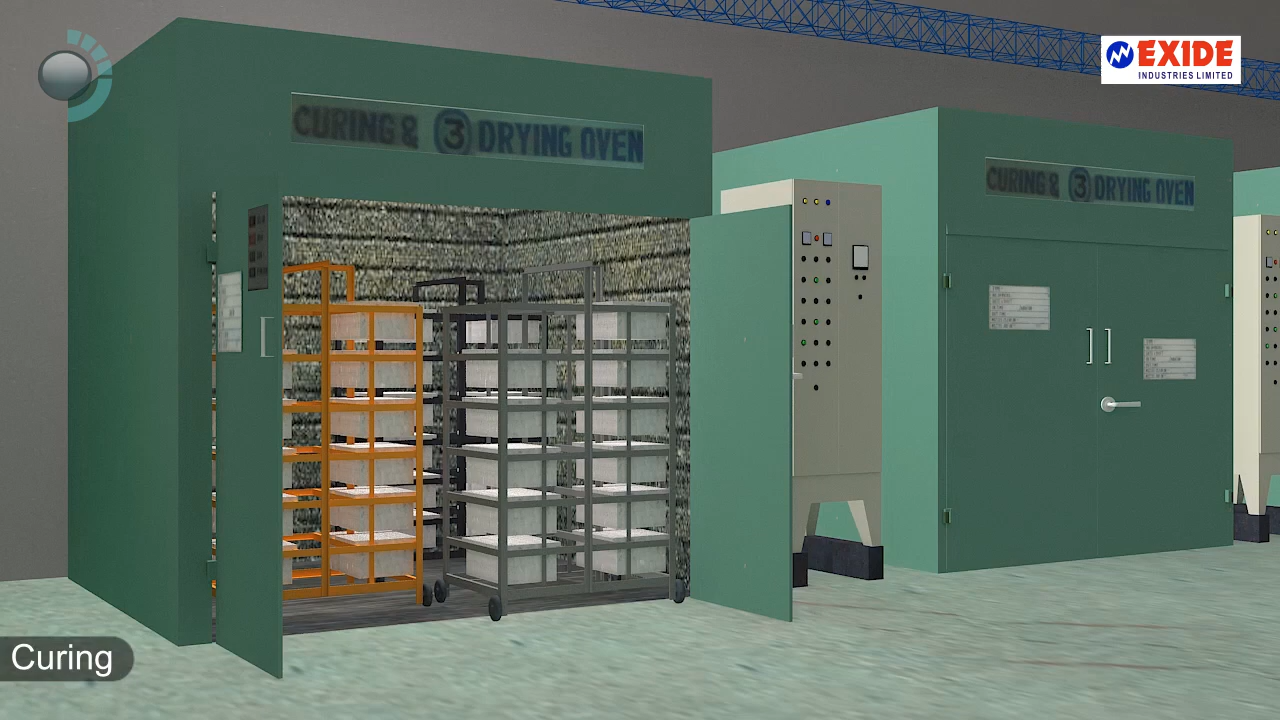 EXIDE
INDUSTRIES LIMITED
CURING & 3 DRYING OVEN
CURING & 3 DRYING OVEN
Curing